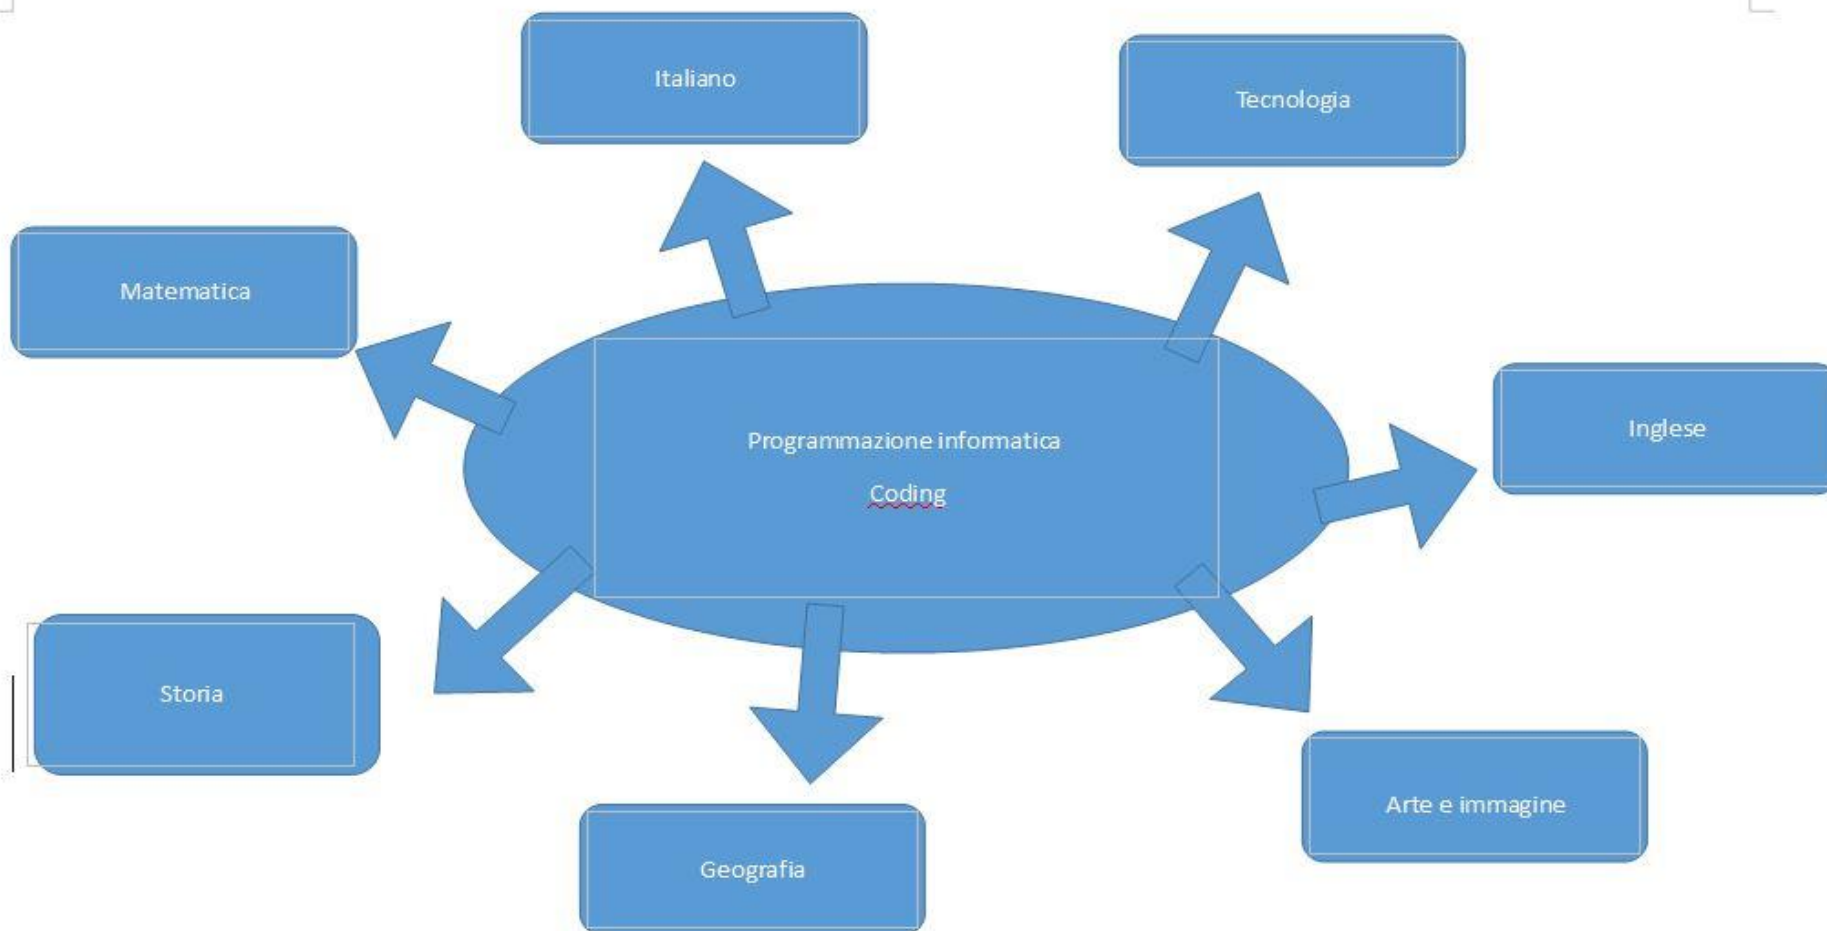 Italiano
Tecnologia
Matematica
Inglese
Programmazione informatica
Coding
Storia
Arte e immagine
Geografia